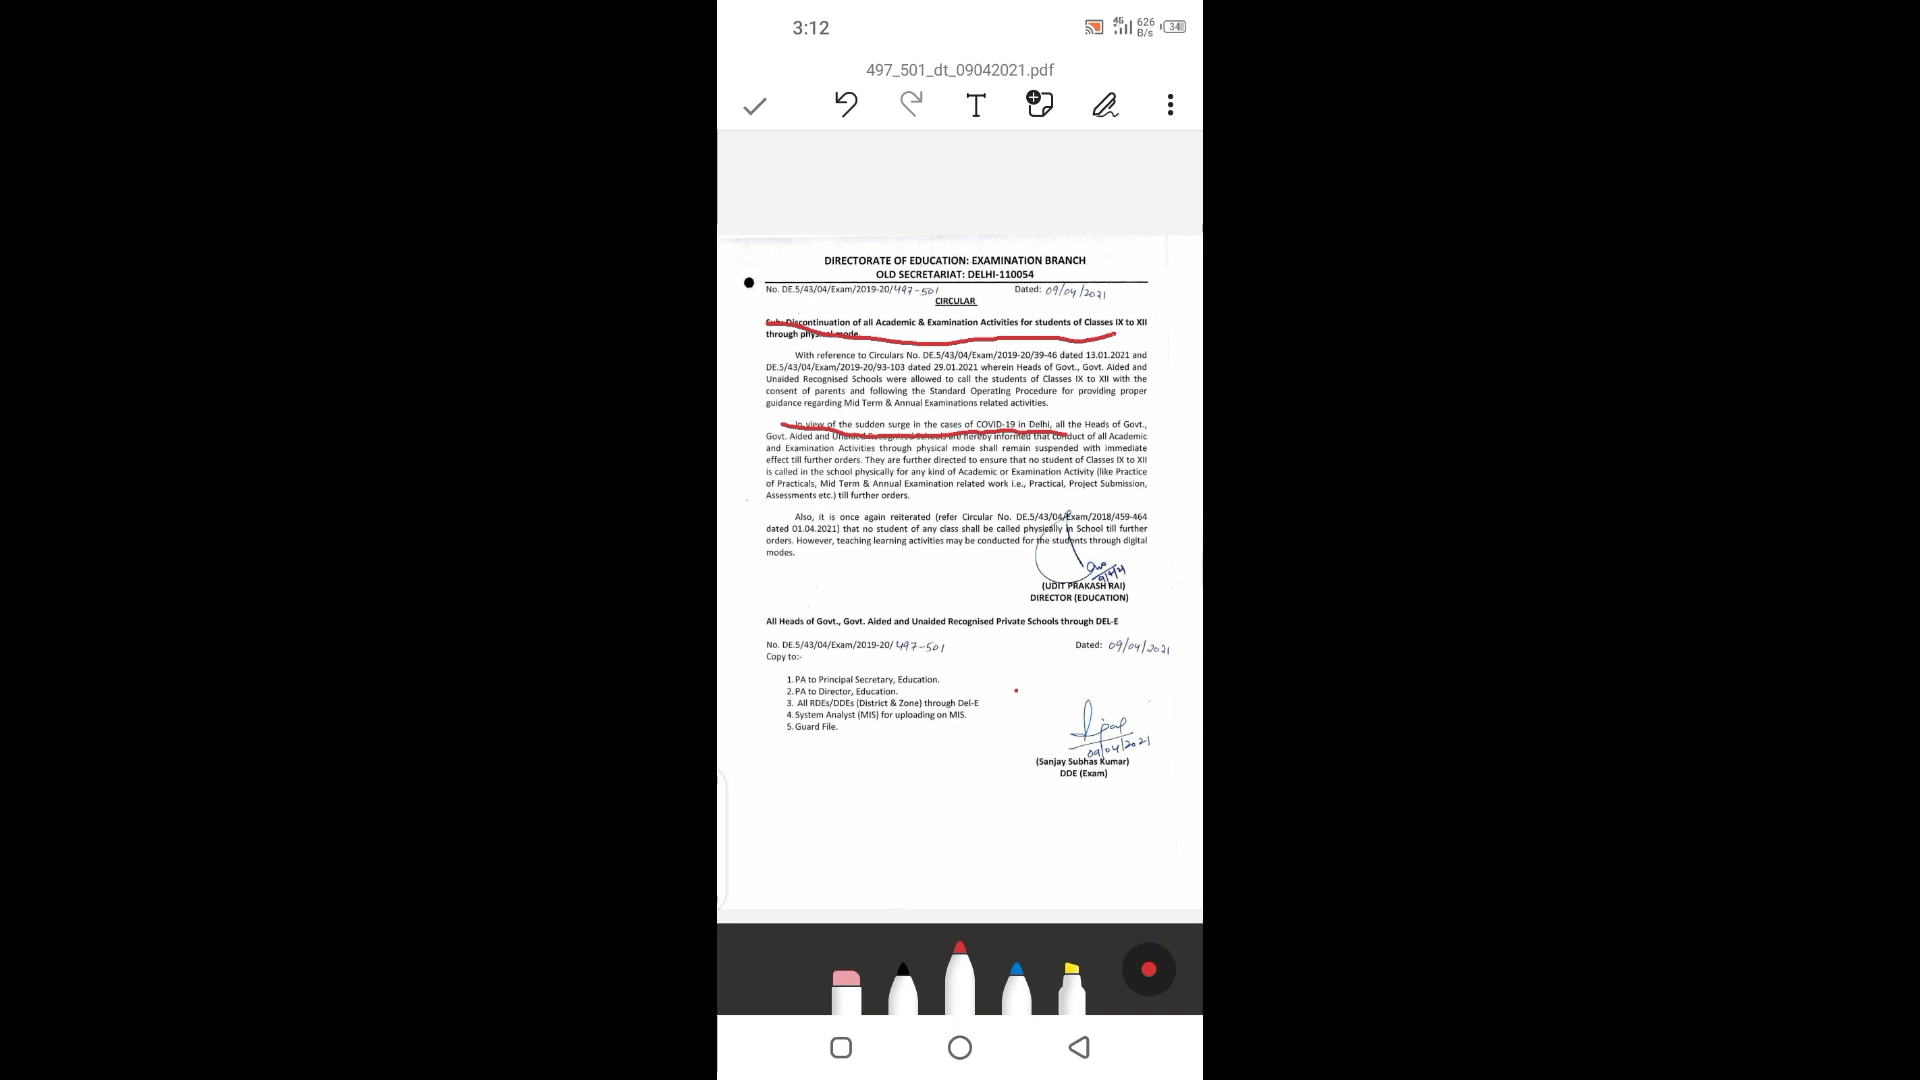 3:12
4G 626 B/s 34
497_501_dt_09042021.pdf
T
DIRECTORATE OF EDUCATION: EXAMINATION BRANCH
OLD SECRETARIAT: DELHI-110054
No. DE.5/43/04/Exam/2019-20/497-501 Dated: 09/04/2021
CIRCULAR
Sub: Discontinuation of all Academic & Examination Activities for students of Classes IX to XII
through physical mode.
With reference to Circulars No. DE.5/43/04/Exam/2019-20/39-46 dated 13.01.2021 and
DE.5/43/04/Exam/2019-20/93-103 dated 29.01.2021 wherein Heads of Govt., Govt. Aided and
Unaided Recognised Schools were allowed to call the students of Classes IX to XII with the
consent of parents and following the Standard Operating Procedure for providing proper
guidance regarding Mid Term & Annual Examinations related activities.
In view of the sudden surge in the cases of COVID-19 in Delhi, all the Heads of Govt.,
Govt. Aided and Unaided Recognised Schools are hereby informed that conduct of all Academic
and Examination Activities through physical mode shall remain suspended with immediate
effect till further orders. They are further directed to ensure that no student of Classes IX to XII
is called in the school physically for any kind of Academic or Examination Activity (like Practice
of Practicals, Mid Term & Annual Examination related work i.e., Practical, Project Submission,
Assessments etc.) till further orders.
Also, it is once again reiterated (refer Circular No. DE.5/43/04/Exam/2018/459-464
dated 01.04.2021) that no student of any class shall be called physically in School till further
orders. However, teaching learning activities may be conducted for the students through digital
modes.
9/4/21
(UDIT PRAKASH RAI)
DIRECTOR (EDUCATION)
All Heads of Govt., Govt. Aided and Unaided Recognised Private Schools through DEL-E
No. DE.5/43/04/Exam/2019-20/ 497-501 Dated: 09/04/2021
Copy to:-
1. PA to Principal Secretary, Education.
2. PA to Director, Education.
3. All RDEs/DDEs (District & Zone) through Del-E
4. System Analyst (MIS) for uploading on MIS.
5. Guard File.
09/04/2021
(Sanjay Subhas Kumar)
DDE (Exam)